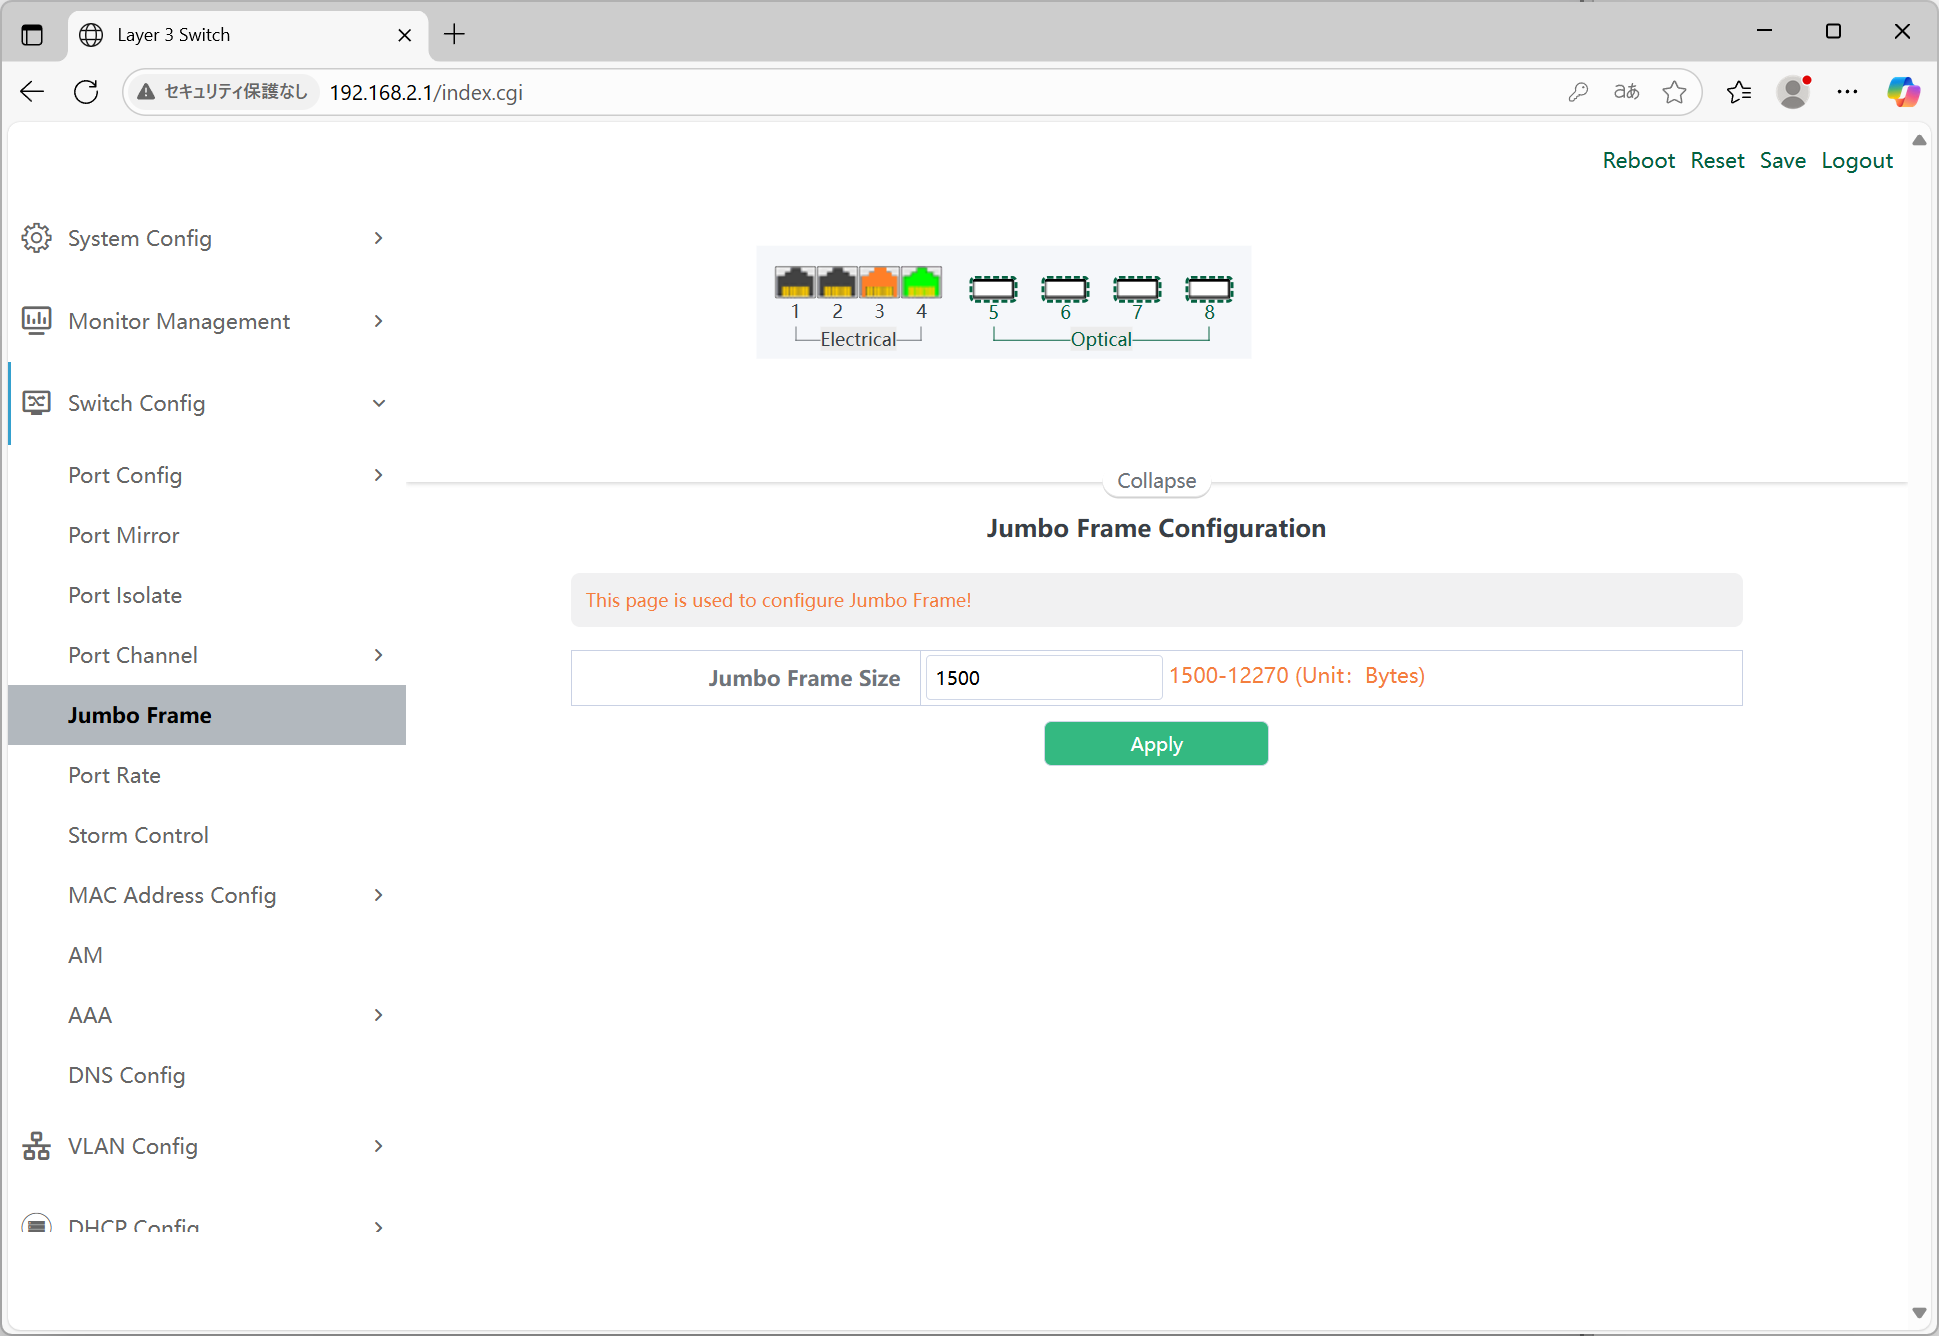 Layer 3 Switch
セキュリティ保護なし 192.168.2.1/index.cgi
aあ
Reboot Reset Save Logout
System Config
Monitor Management
Switch Config
Port Config
Port Mirror
Port Isolate
Port Channel
Jumbo Frame
Port Rate
Storm Control
MAC Address Config
AM
AAA
DNS Config
VLAN Config
DHCP Config
1 2 3 4 5 6 7 8
Electrical Optical
Collapse
Jumbo Frame Configuration
This page is used to configure Jumbo Frame!
Jumbo Frame Size 1500 1500-12270 (Unit: Bytes)
Apply